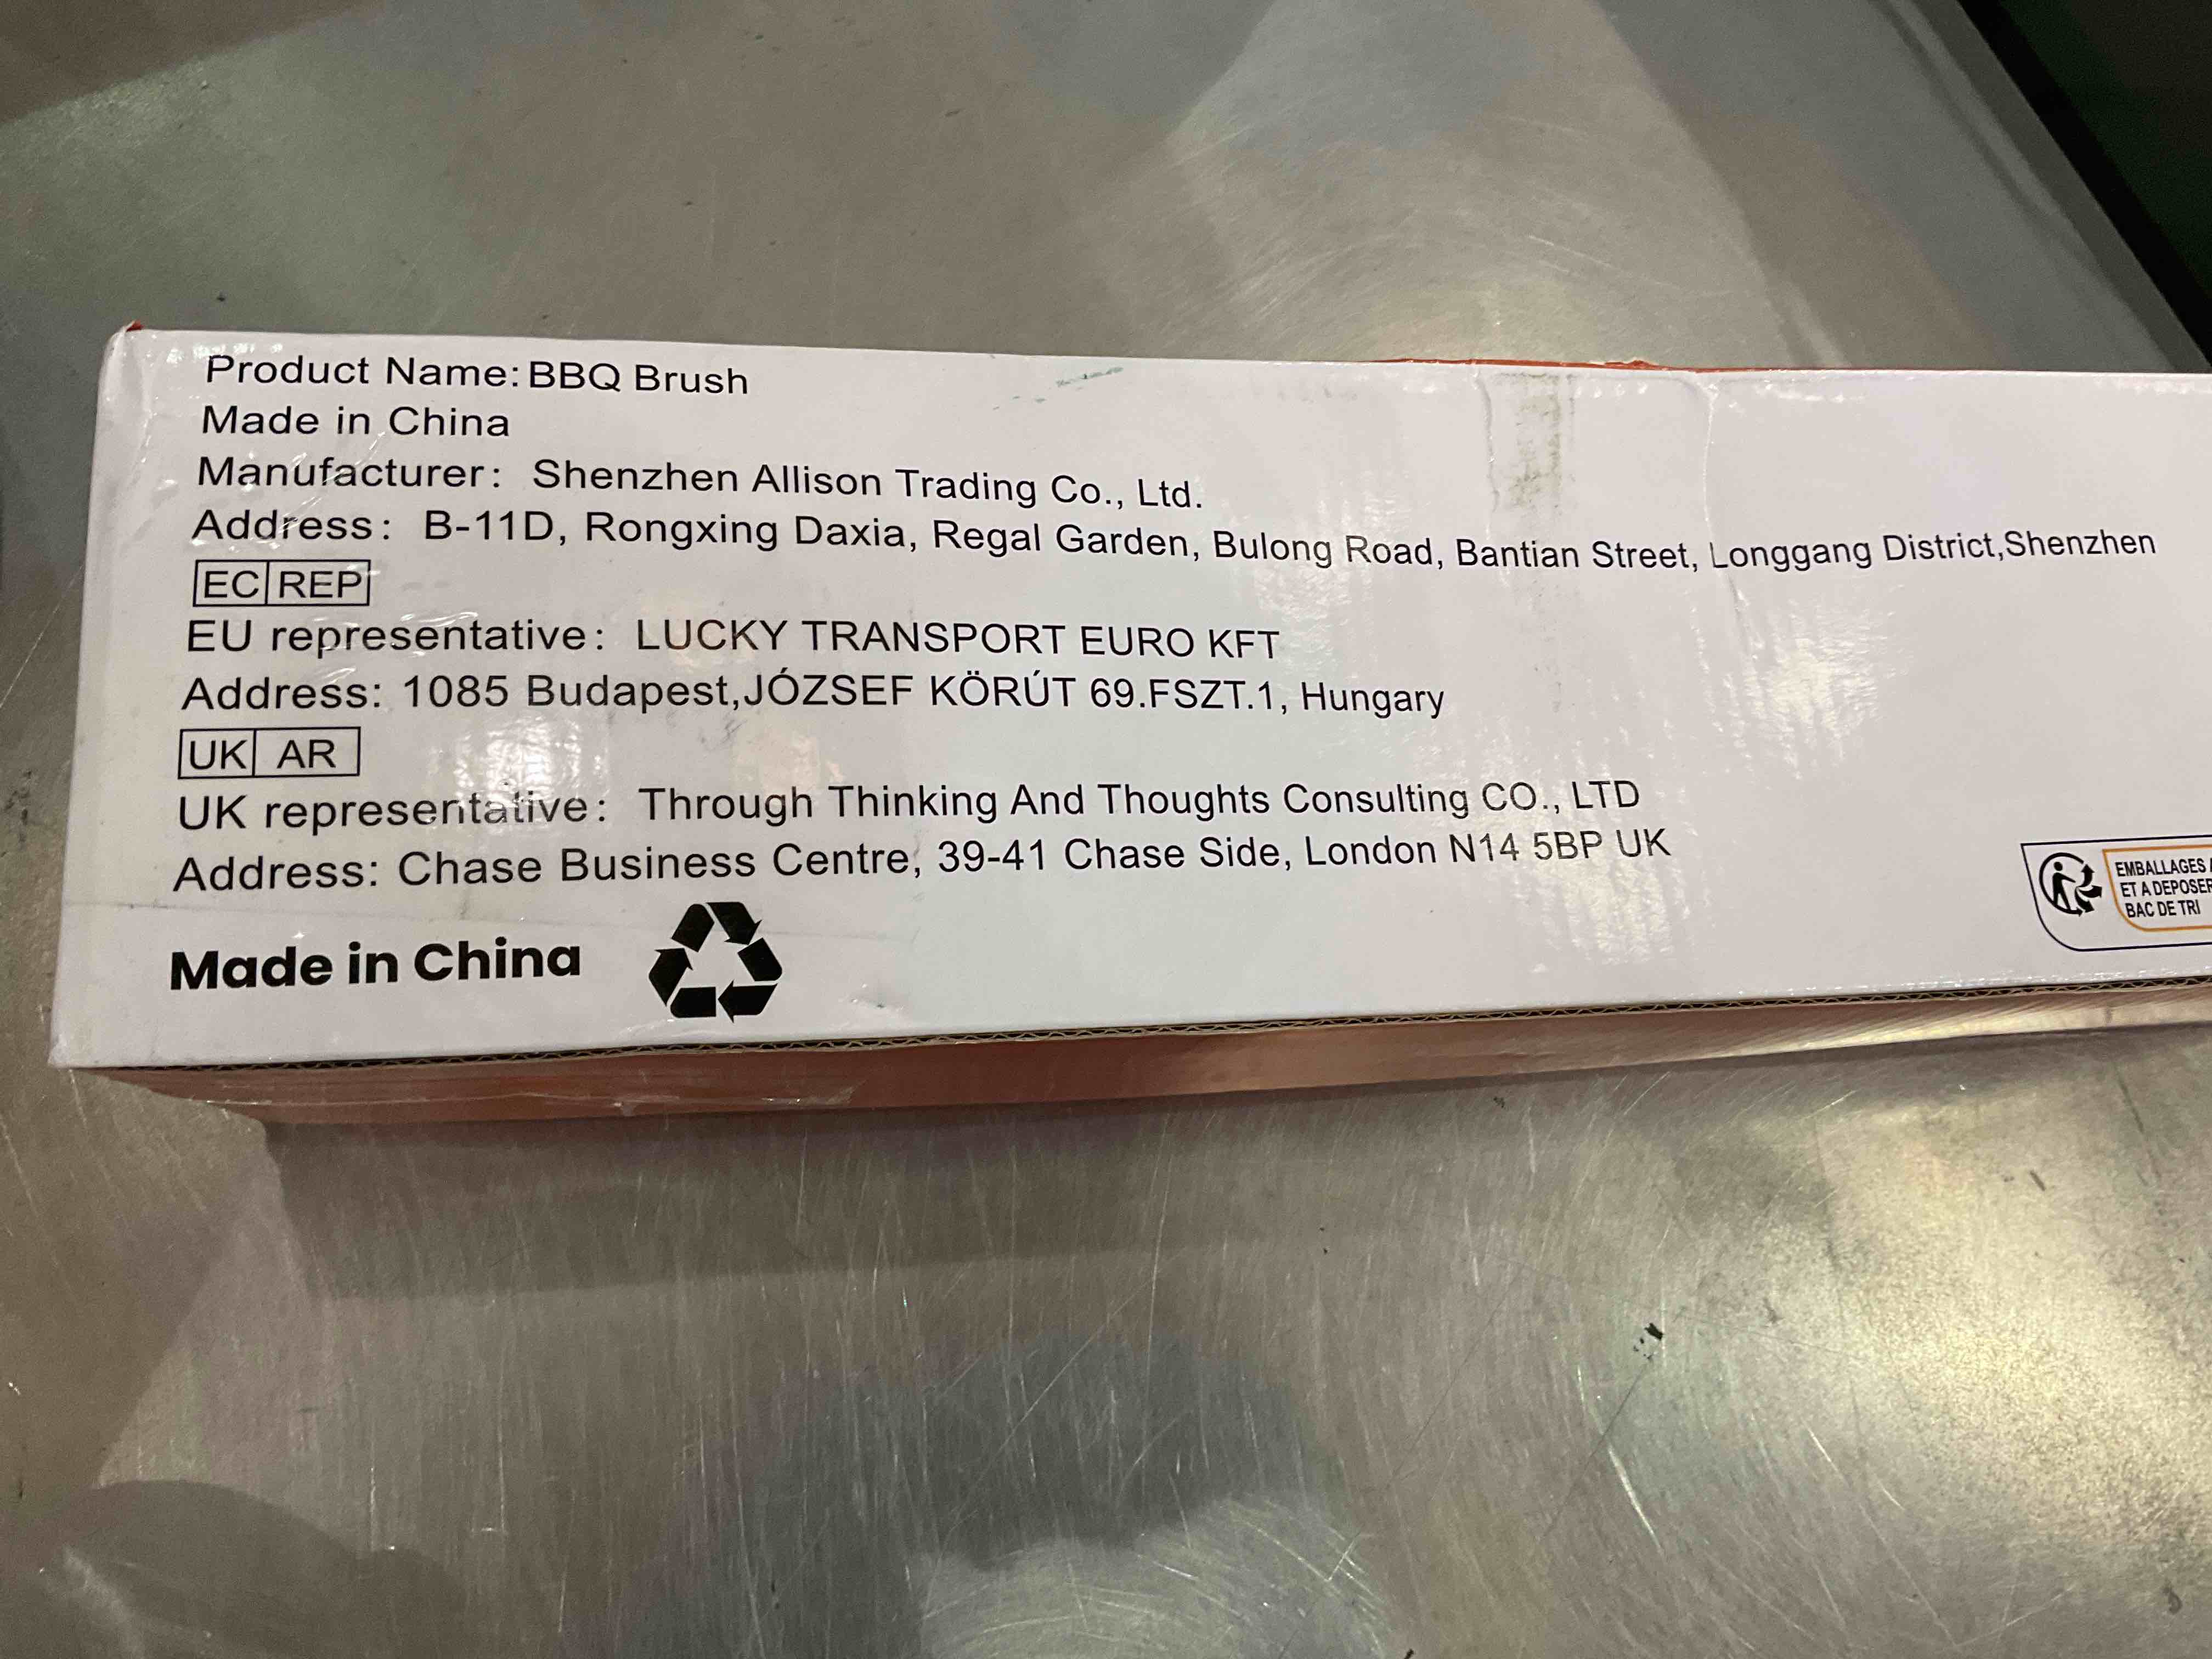 Product Name:BBQ Brush
Made in China
Manufacturer: Shenzhen Allison Trading Co., Ltd.
Address: B-11D, Rongxing Daxia, Regal Garden, Bulong Road, Bantian Street, Longgang District,Shenzhen
EC REP
EU representative: LUCKY TRANSPORT EURO KFT
Address: 1085 Budapest,JÓZSEF KÖRÚT 69.FSZT.1, Hungary
UK AR
UK representative: Through Thinking And Thoughts Consulting CO., LTD
Address: Chase Business Centre, 39-41 Chase Side, London N14 5BP UK
Made in China
EMBALLAGES
ET A DEPOSER
BAC DE TRI